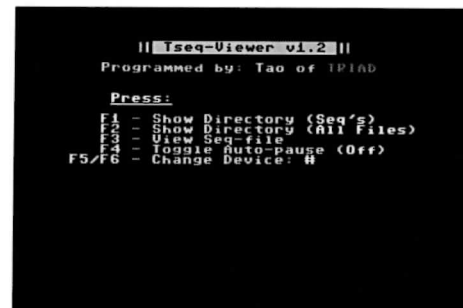 || Tseq-Viewer v1.2 ||
Programmed by: Tao of TRIAD
Press:
F1 - Show Directory (Seq's)
F2 - Show Directory (All Files)
F3 - View Seq-file
F4 - Toggle Auto-pause (Off)
F5/F6 - Change Device: #